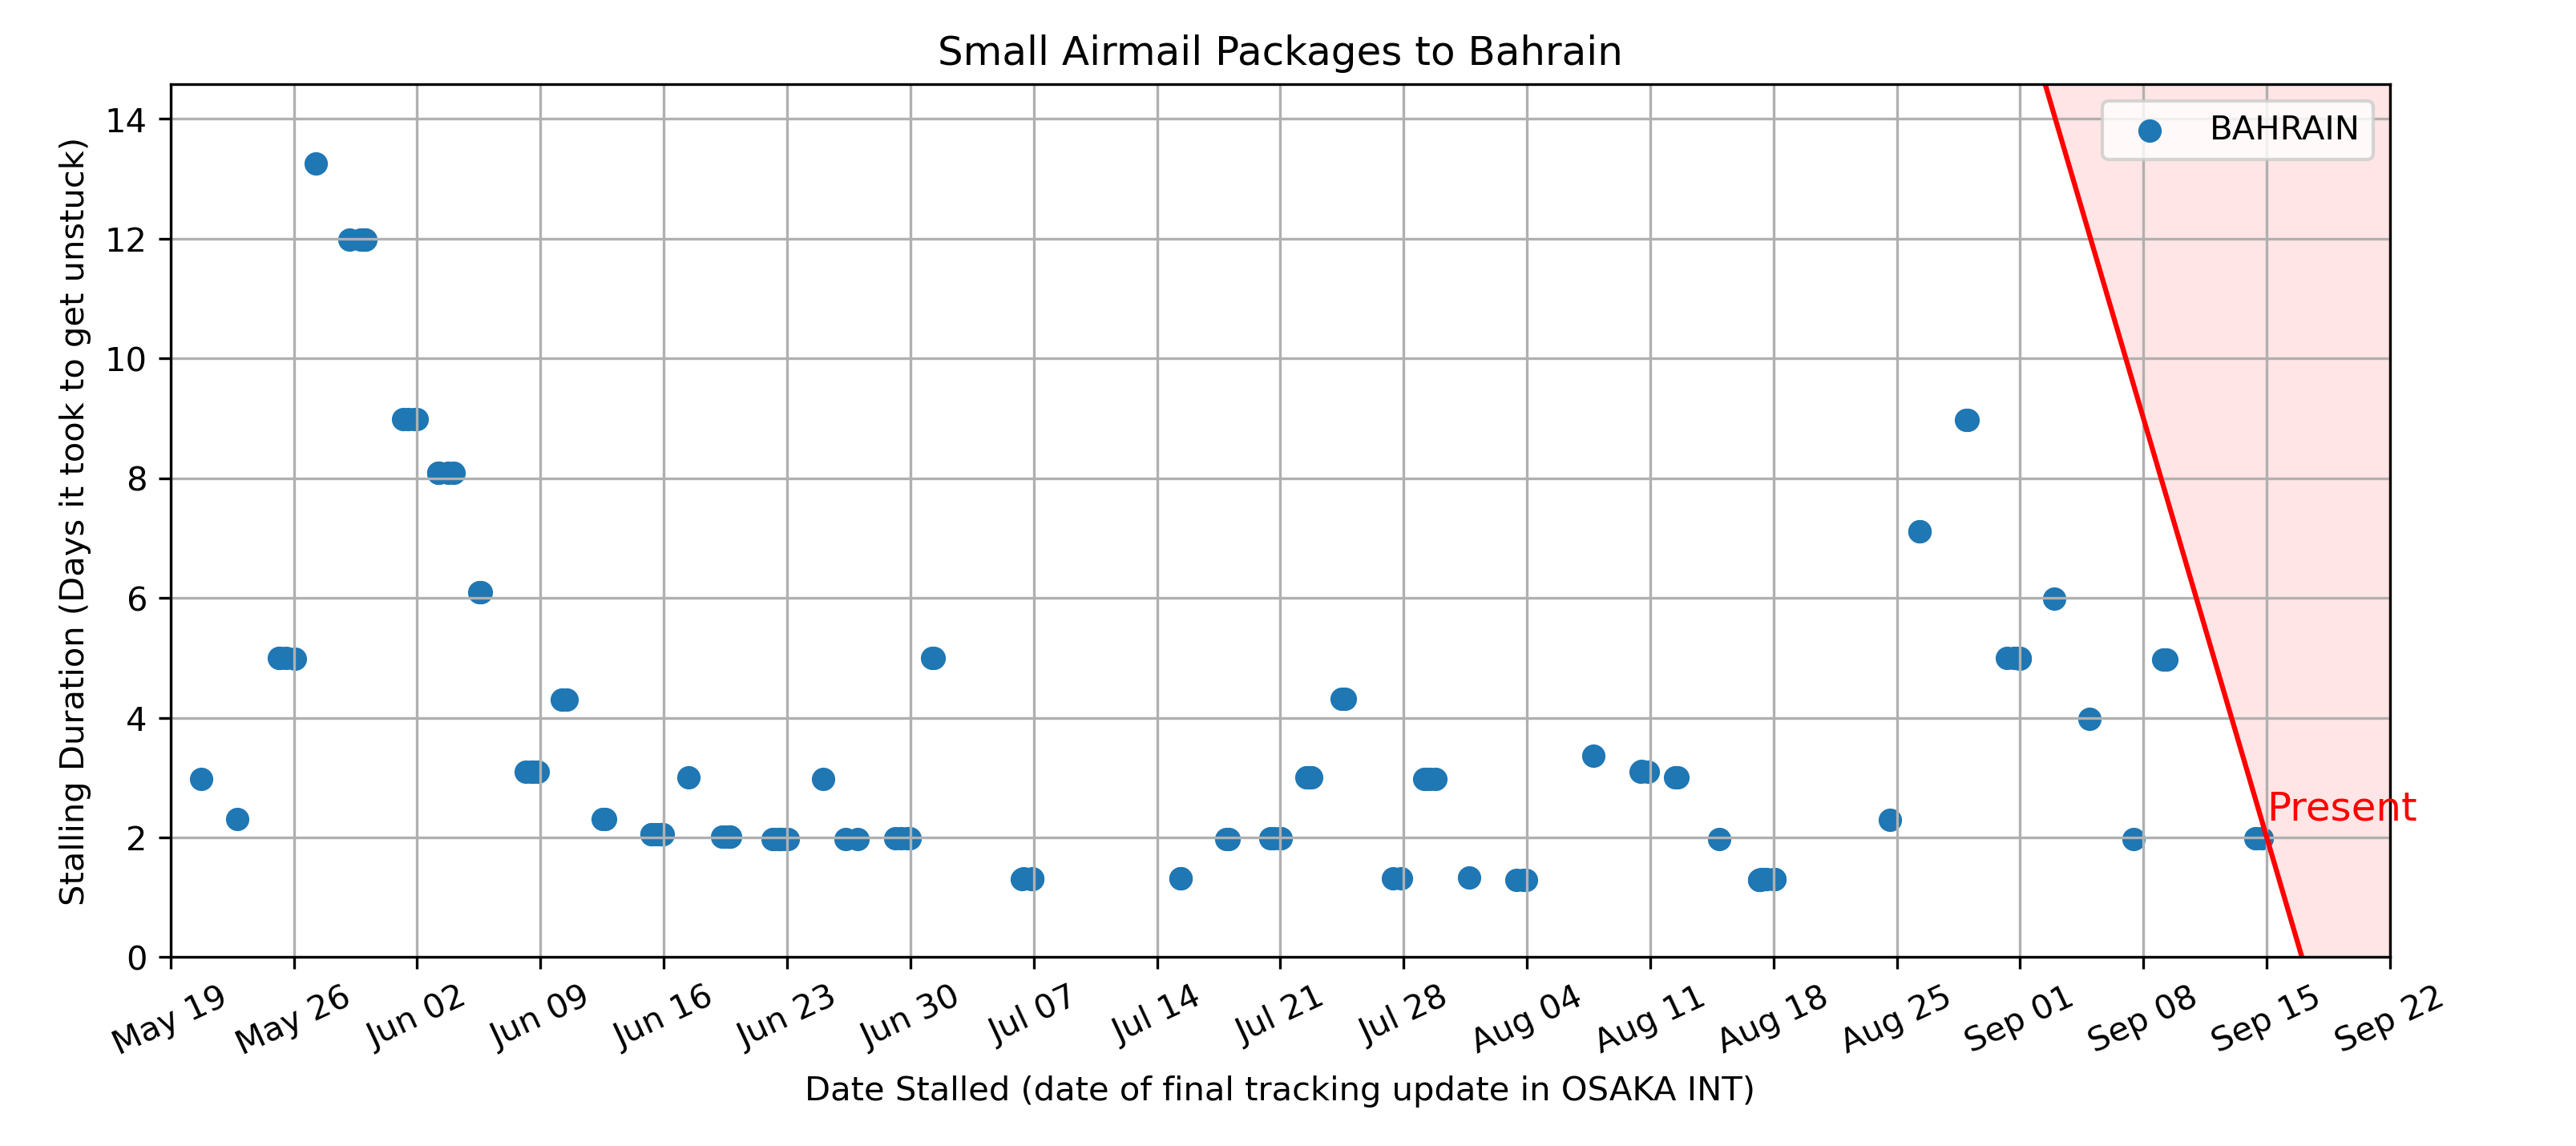 Small Airmail Packages to Bahrain
Stalling Duration (Days it took to get unstuck)
14
12
10
8
6
4
2
0
BAHRAIN
Present
May 19
May 26
Jun 02
Jun 09
Jun 16
Jun 23
Jun 30
Jul 07
Jul 14
Jul 21
Jul 28
Aug 04
Aug 11
Aug 18
Aug 25
Sep 01
Sep 08
Sep 15
Sep 22
Date Stalled (date of final tracking update in OSAKA INT)